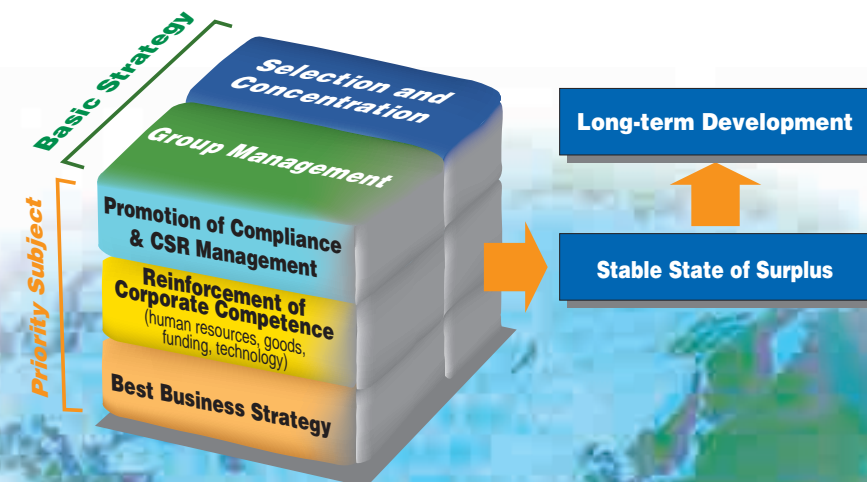 Basic Strategy
Selection and
Concentration
Group Management
Priority Subject
Promotion of Compliance
& CSR Management
Reinforcement of
Corporate Competence
(human resources, goods,
funding, technology)
Best Business Strategy
Long-term Development
Stable State of Surplus